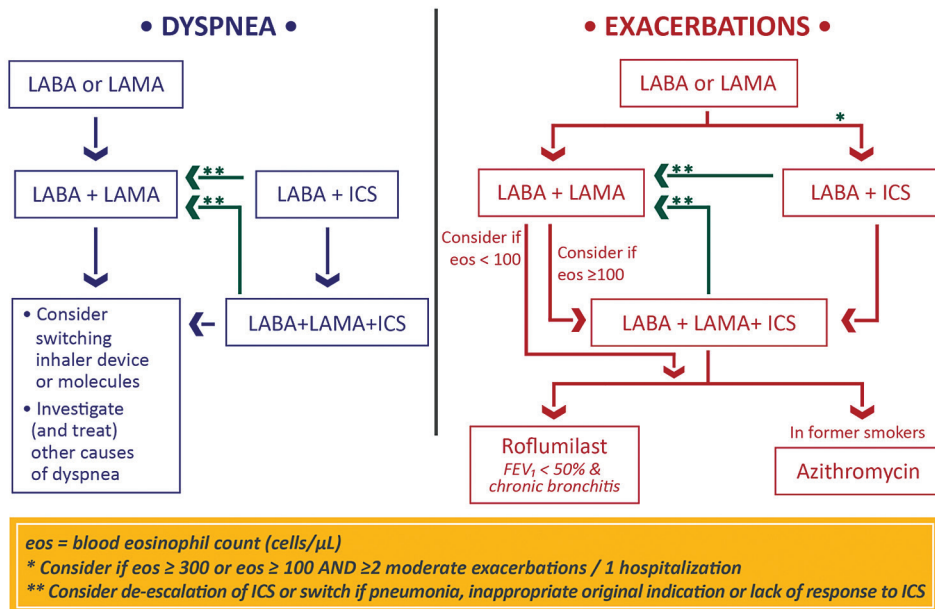 • DYSPNEA •
LABA or LAMA
**
LABA + LAMA
**
LABA + ICS
• Consider
switching
inhaler device
or molecules
• Investigate
(and treat)
other causes
of dyspnea
LABA+LAMA+ICS
• EXACERBATIONS •
LABA or LAMA
*
**
LABA + LAMA
**
LABA + ICS
Consider if
eos < 100
Consider if
eos ≥100
LABA + LAMA+ ICS
Roflumilast
FEV₁ < 50% &
chronic bronchitis
In former smokers
Azithromycin
eos = blood eosinophil count (cells/µL)
* Consider if eos ≥ 300 or eos ≥ 100 AND ≥2 moderate exacerbations / 1 hospitalization
** Consider de-escalation of ICS or switch if pneumonia, inappropriate original indication or lack of response to ICS